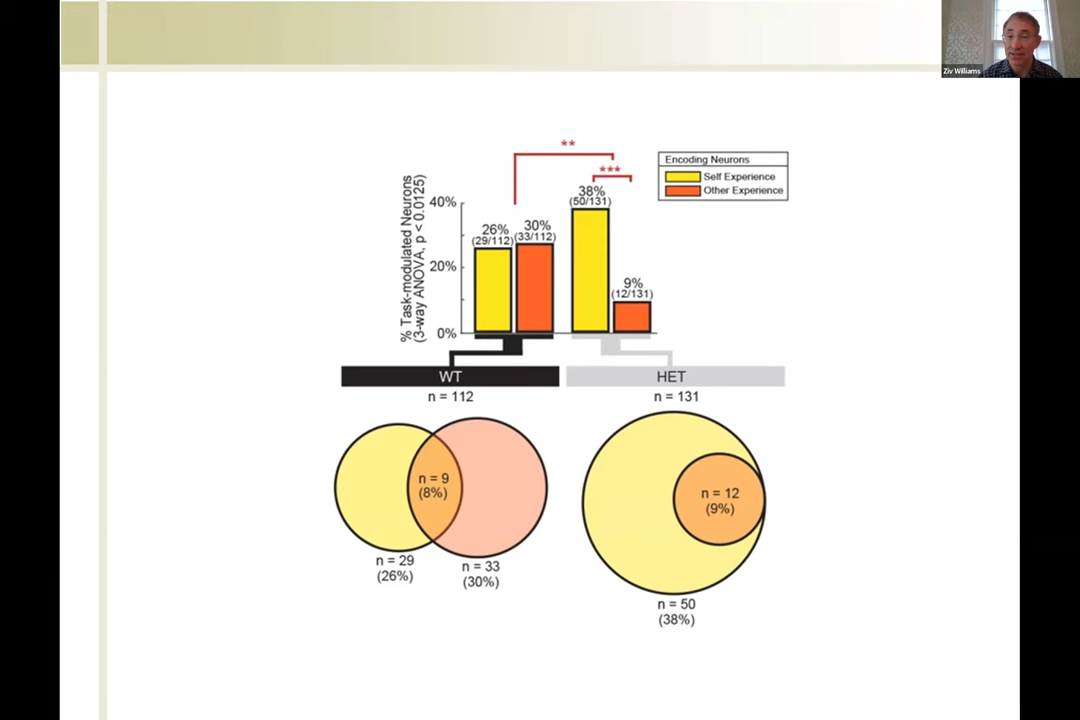 Ziv Williams
Encoding Neurons
Self Experience
Other Experience
% Task-modulated Neurons
(3-way ANOVA, p < 0.0125)
40%
20%
0%
**
***
26%
(29/112)
30%
(33/112)
38%
(50/131)
9%
(12/131)
WT
HET
n = 112
n = 131
n = 9
(8%)
n = 29
(26%)
n = 33
(30%)
n = 12
(9%)
n = 50
(38%)